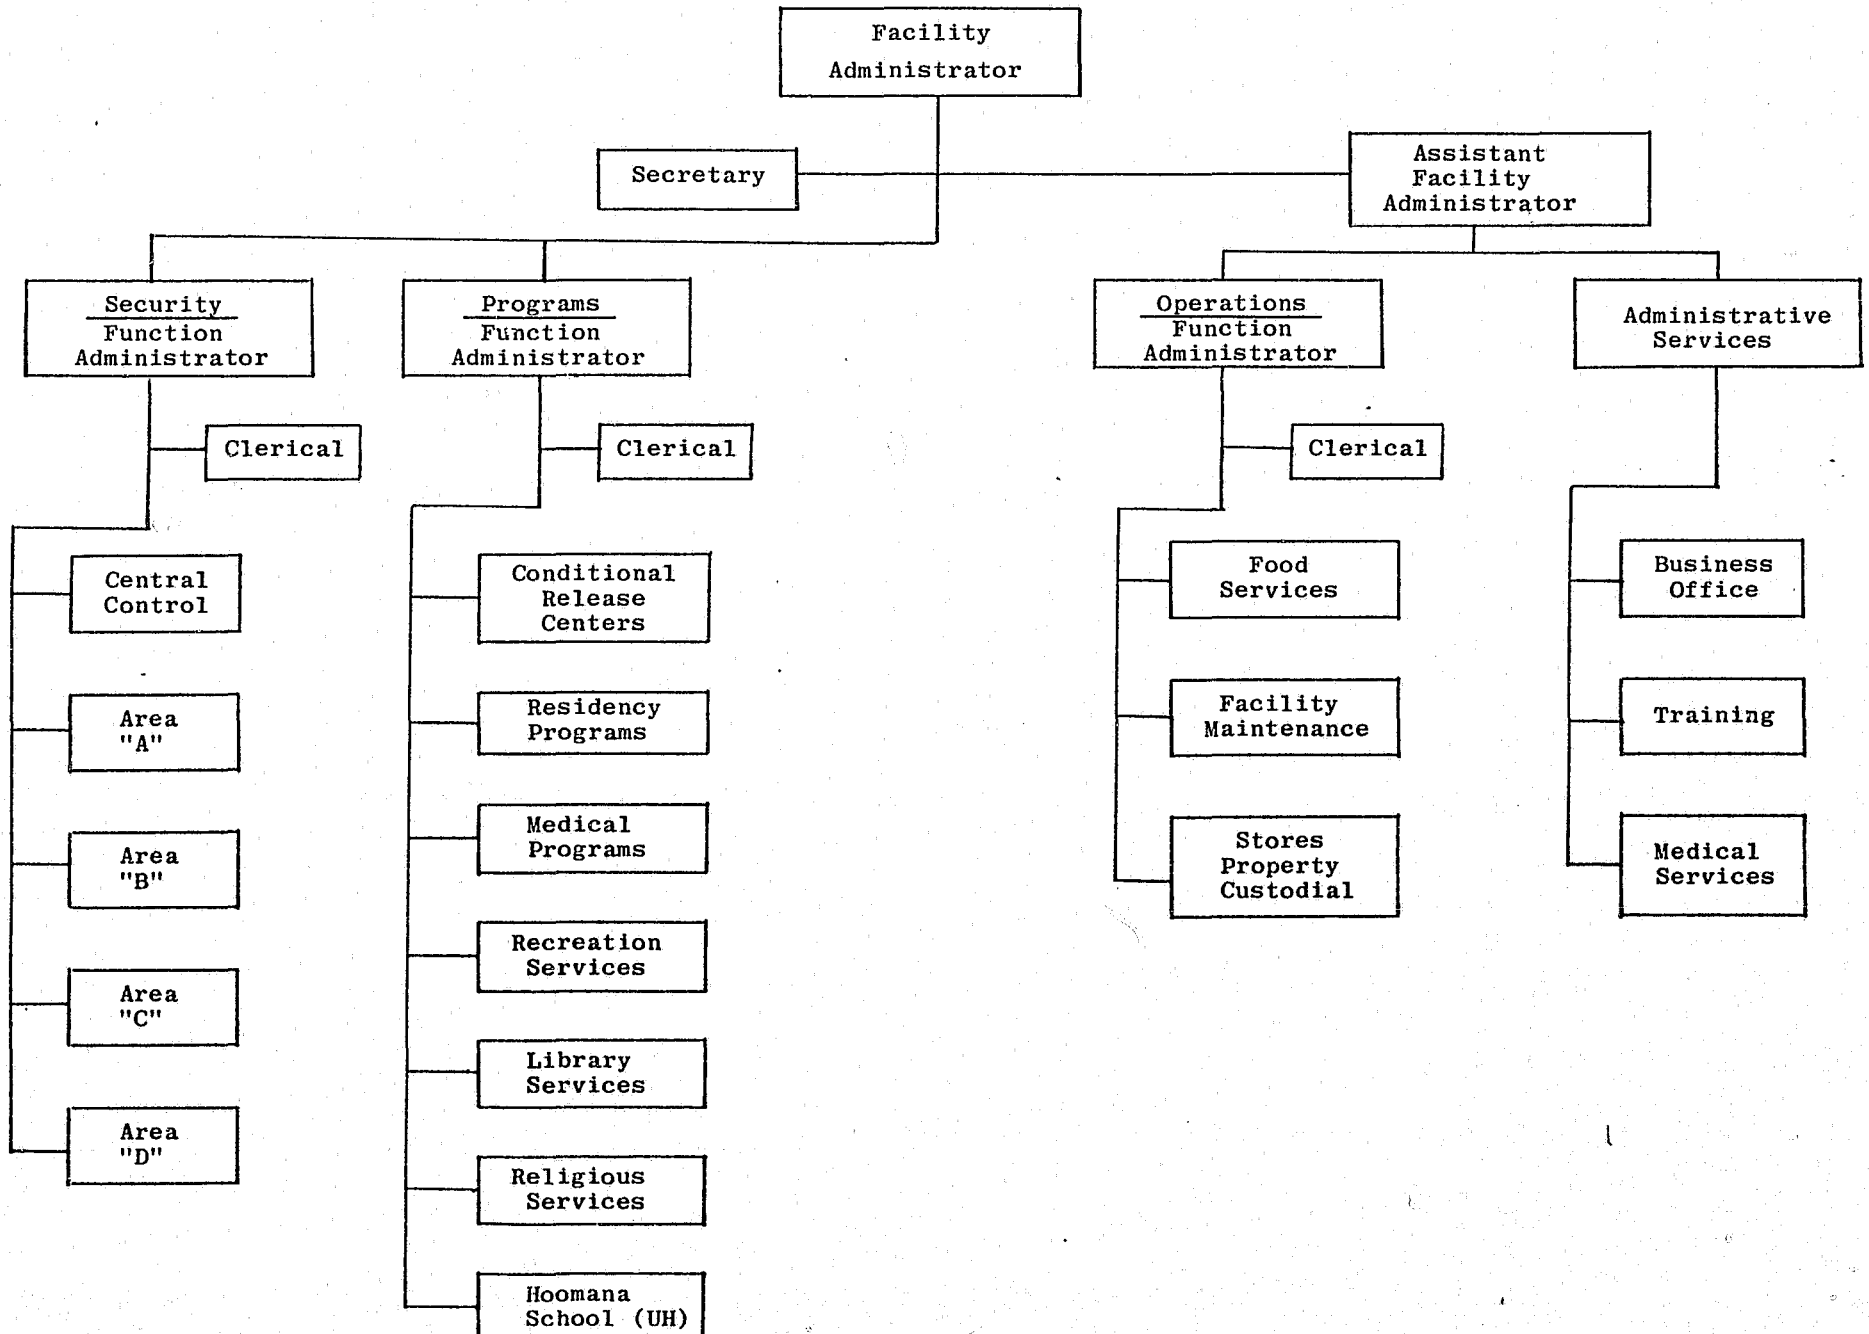 Facility
Administrator
Secretary
Assistant
Facility
Administrator
Security
Function
Administrator
Programs
Function
Administrator
Operations
Function
Administrator
Administrative
Services
Clerical
Clerical
Clerical
Central
Control
Area
"A"
Area
"B"
Area
"C"
Area
"D"
Conditional
Release
Centers
Residency
Programs
Medical
Programs
Recreation
Services
Library
Services
Religious
Services
Hoomana
School (UH)
Food
Services
Facility
Maintenance
Stores
Property
Custodial
Business
Office
Training
Medical
Services